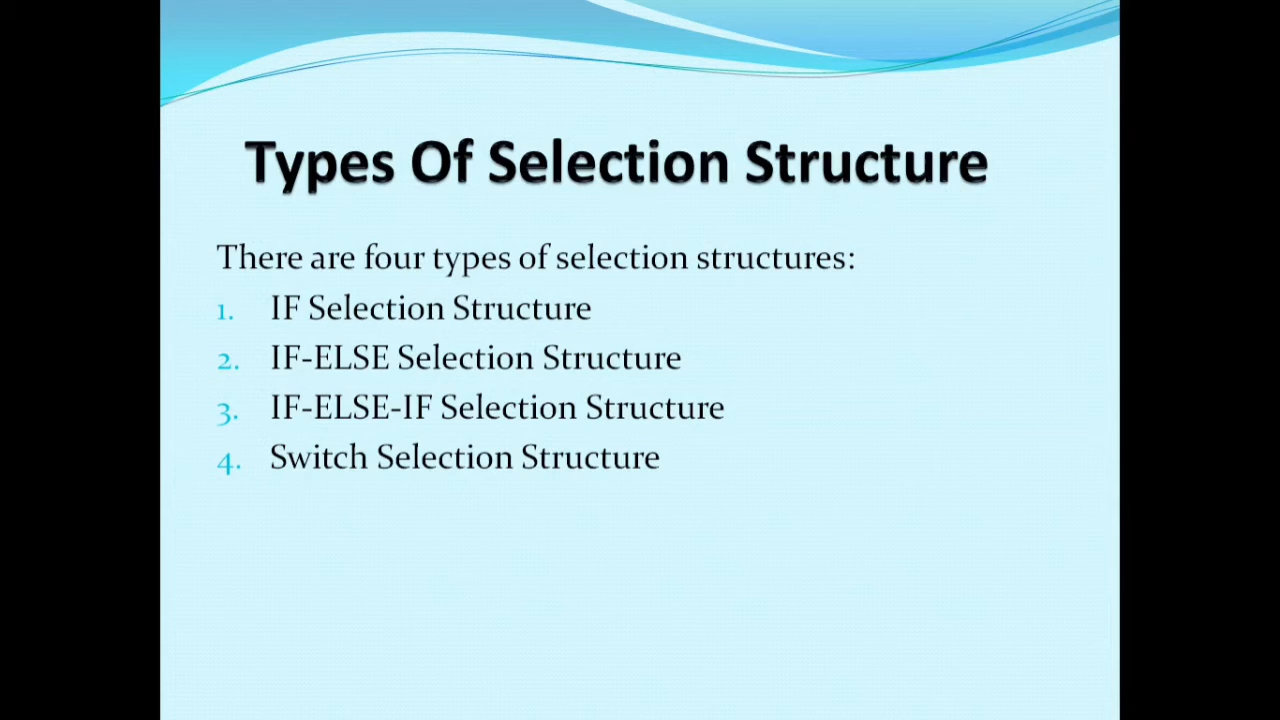 Types Of Selection Structure
There are four types of selection structures:
1. IF Selection Structure
2. IF-ELSE Selection Structure
3. IF-ELSE-IF Selection Structure
4. Switch Selection Structure